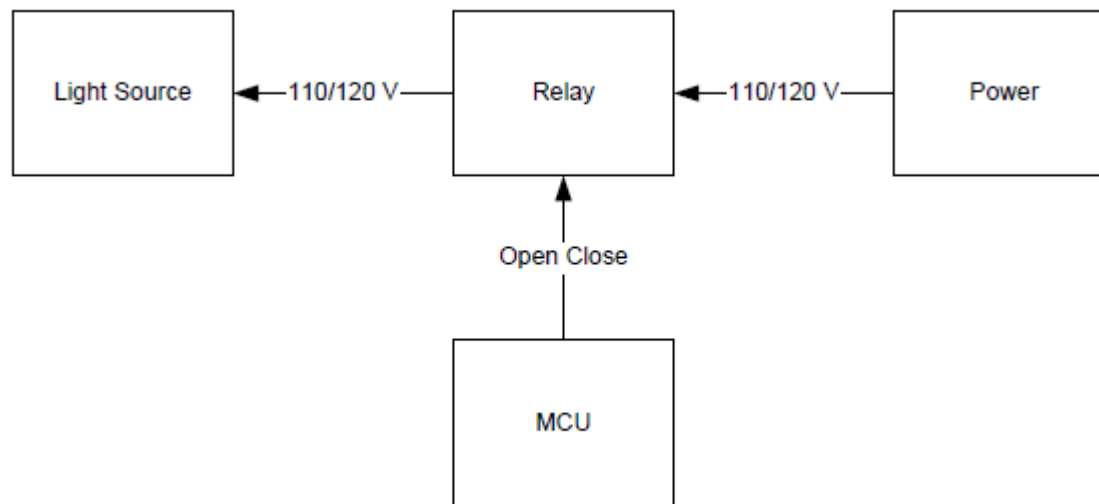 Light Source
110/120 V
Relay
110/120 V
Power
Open Close
MCU